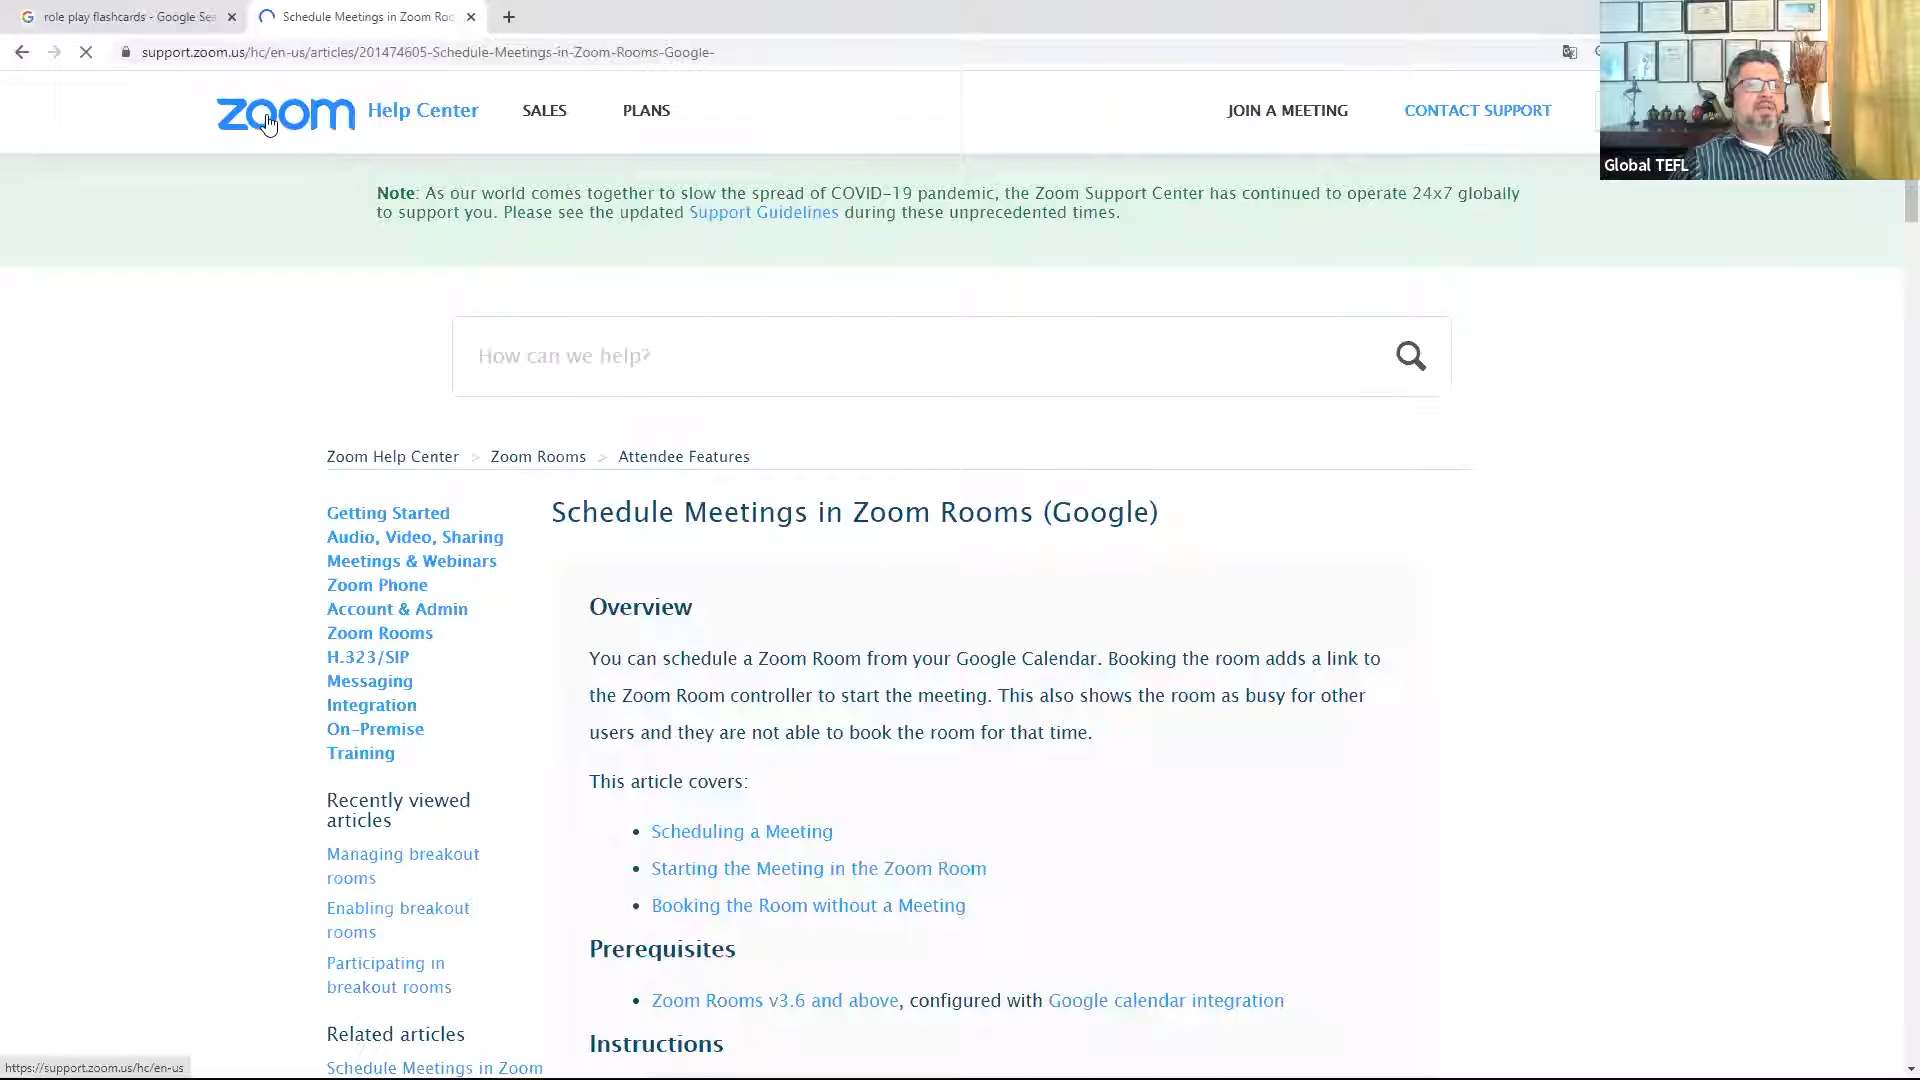 role play flashcards - Google Sea
Schedule Meetings in Zoom Roo
support.zoom.us/hc/en-us/articles/201474605-Schedule-Meetings-in-Zoom-Rooms-Google-
zoom Help Center SALES PLANS JOIN A MEETING CONTACT SUPPORT
Global TEFL
Note: As our world comes together to slow the spread of COVID-19 pandemic, the Zoom Support Center has continued to operate 24x7 globally
to support you. Please see the updated Support Guidelines during these unprecedented times.
How can we help?
Zoom Help Center > Zoom Rooms > Attendee Features
Getting Started
Audio, Video, Sharing
Meetings & Webinars
Zoom Phone
Account & Admin
Zoom Rooms
H.323/SIP
Messaging
Integration
On-Premise
Training
Recently viewed
articles
Managing breakout
rooms
Enabling breakout
rooms
Participating in
breakout rooms
Related articles
Schedule Meetings in Zoom
Schedule Meetings in Zoom Rooms (Google)
Overview
You can schedule a Zoom Room from your Google Calendar. Booking the room adds a link to
the Zoom Room controller to start the meeting. This also shows the room as busy for other
users and they are not able to book the room for that time.
This article covers:
• Scheduling a Meeting
• Starting the Meeting in the Zoom Room
• Booking the Room without a Meeting
Prerequisites
• Zoom Rooms v3.6 and above, configured with Google calendar integration
Instructions
https://support.zoom.us/hc/en-us